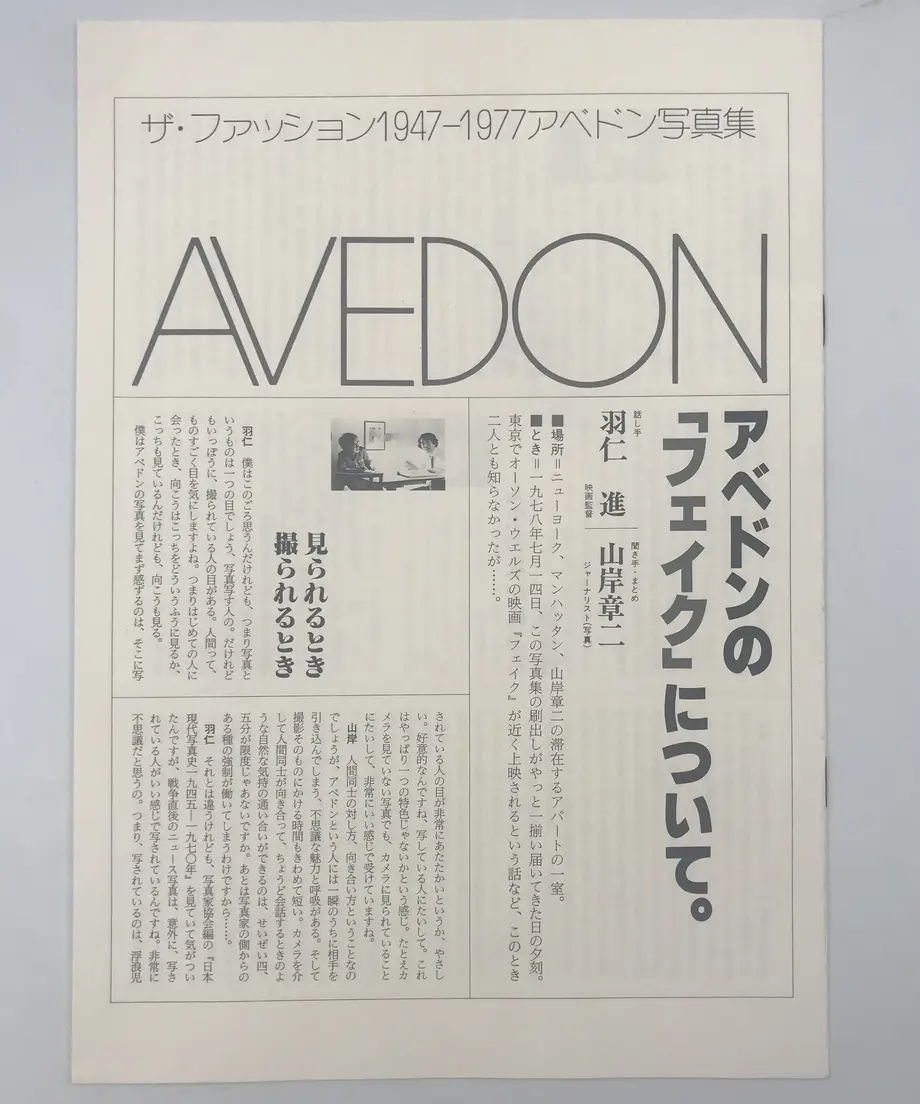 ザ・ファッション1947–1977アベドン写真集
AVEDON
アベドンの
「フェイク」について。
話し手
羽仁 進
映画監督
聞き手・まとめ
山岸章二
ジャーナリスト(写真)
■場所＝ニューヨーク、マンハッタン、山岸章二の滞在するアパートの一室。
■とき＝一九七八年七月一四日、この写真集の刷出しがやっと一揃い届いてきた日の夕刻。
東京でオーソン・ウエルズの映画『フェイク』が近く上映されるという話など、このとき
二人とも知らなかったが……。
見られるとき
撮られるとき
羽仁 僕はこのごろ思うんだけれども、つまり写真と
いうものは一つの目でしょう、写真写す人の。だけれど
もいっぽうに、撮られている人の目がある。人間って、
ものすごく目を気にしますよね。つまりはじめての人に
会ったとき、向こうはこっちをどういうふうに見るか、
こっちも見ているんだけれども、向こうも見る。
僕はアベドンの写真を見てまず感ずるのは、そこに写
されている人の目が非常にあたたかいというか、やさし
い。好意的なんですね、写している人にたいして。これ
はやっぱり一つの特色じゃないかという感じ。たとえカ
メラを見ていない写真でも、カメラに見られていること
にたいして、非常にいい感じで受けていますね。
山岸 人間同士の対し方、向き合い方ということなの
でしょうが、アベドンという人には一瞬のうちに相手を
引き込んでしまう、不思議な魅力と呼吸がある。そして
撮影そのものにかける時間もきわめて短い。カメラを介
して人間同士が向き合って、ちょうど会話するときのよ
うな自然な気持の通い合いができるのは、せいぜい四、
五分が限度じゃあないですか。あとは写真家の側からの
ある種の強制が働いてしまうわけですから……。
羽仁 それとは違うけれども、写真家協会編の『日本
現代写真史一九四五―一九七〇年』を見ていて気がつい
たんですが、戦争直後のニュース写真は、意外に、写さ
れている人がいい感じで写されているんですね。非常に
不思議だと思うの。つまり、写されているのは、浮浪児